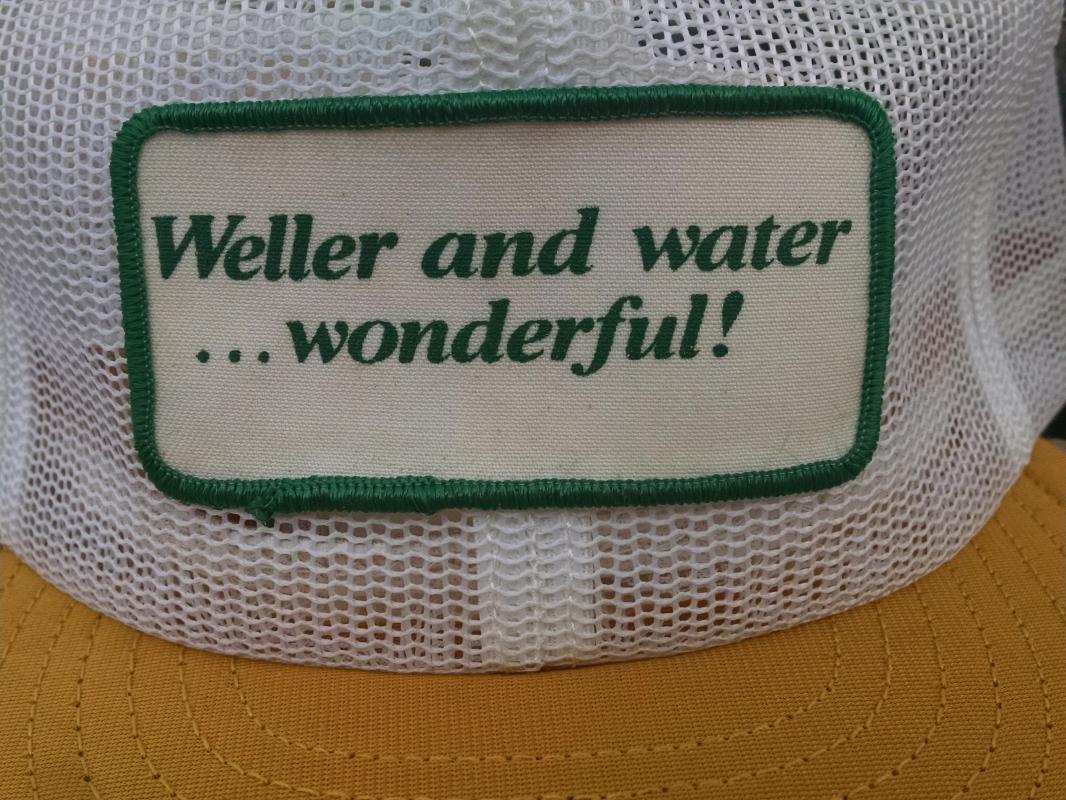 Weller and water
...wonderful!